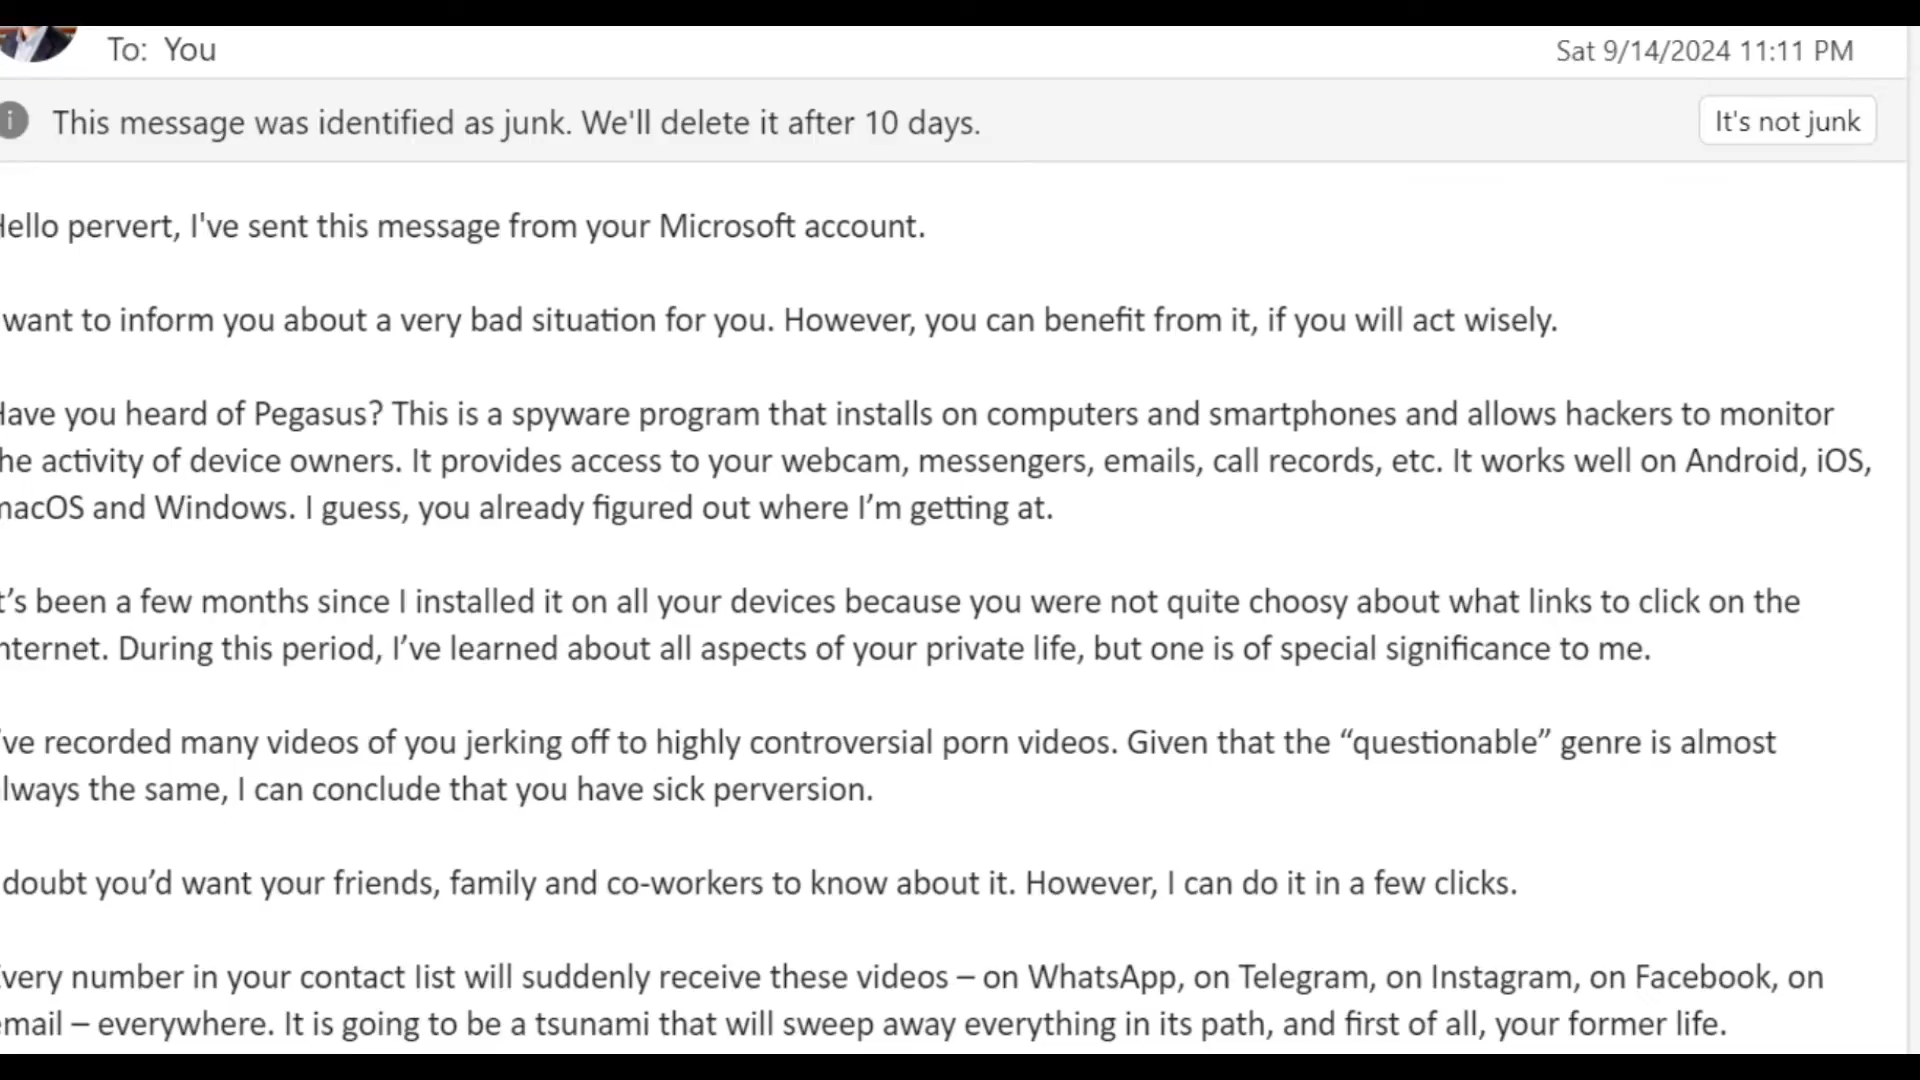 To: You
Sat 9/14/2024 11:11 PM
This message was identified as junk. We'll delete it after 10 days.
It's not junk
Hello pervert, I've sent this message from your Microsoft account.
want to inform you about a very bad situation for you. However, you can benefit from it, if you will act wisely.
Have you heard of Pegasus? This is a spyware program that installs on computers and smartphones and allows hackers to monitor
he activity of device owners. It provides access to your webcam, messengers, emails, call records, etc. It works well on Android, iOS,
macOS and Windows. I guess, you already figured out where I’m getting at.
t’s been a few months since I installed it on all your devices because you were not quite choosy about what links to click on the
nternet. During this period, I’ve learned about all aspects of your private life, but one is of special significance to me.
’ve recorded many videos of you jerking off to highly controversial porn videos. Given that the “questionable” genre is almost
lways the same, I can conclude that you have sick perversion.
doubt you’d want your friends, family and co-workers to know about it. However, I can do it in a few clicks.
Every number in your contact list will suddenly receive these videos – on WhatsApp, on Telegram, on Instagram, on Facebook, on
email – everywhere. It is going to be a tsunami that will sweep away everything in its path, and first of all, your former life.